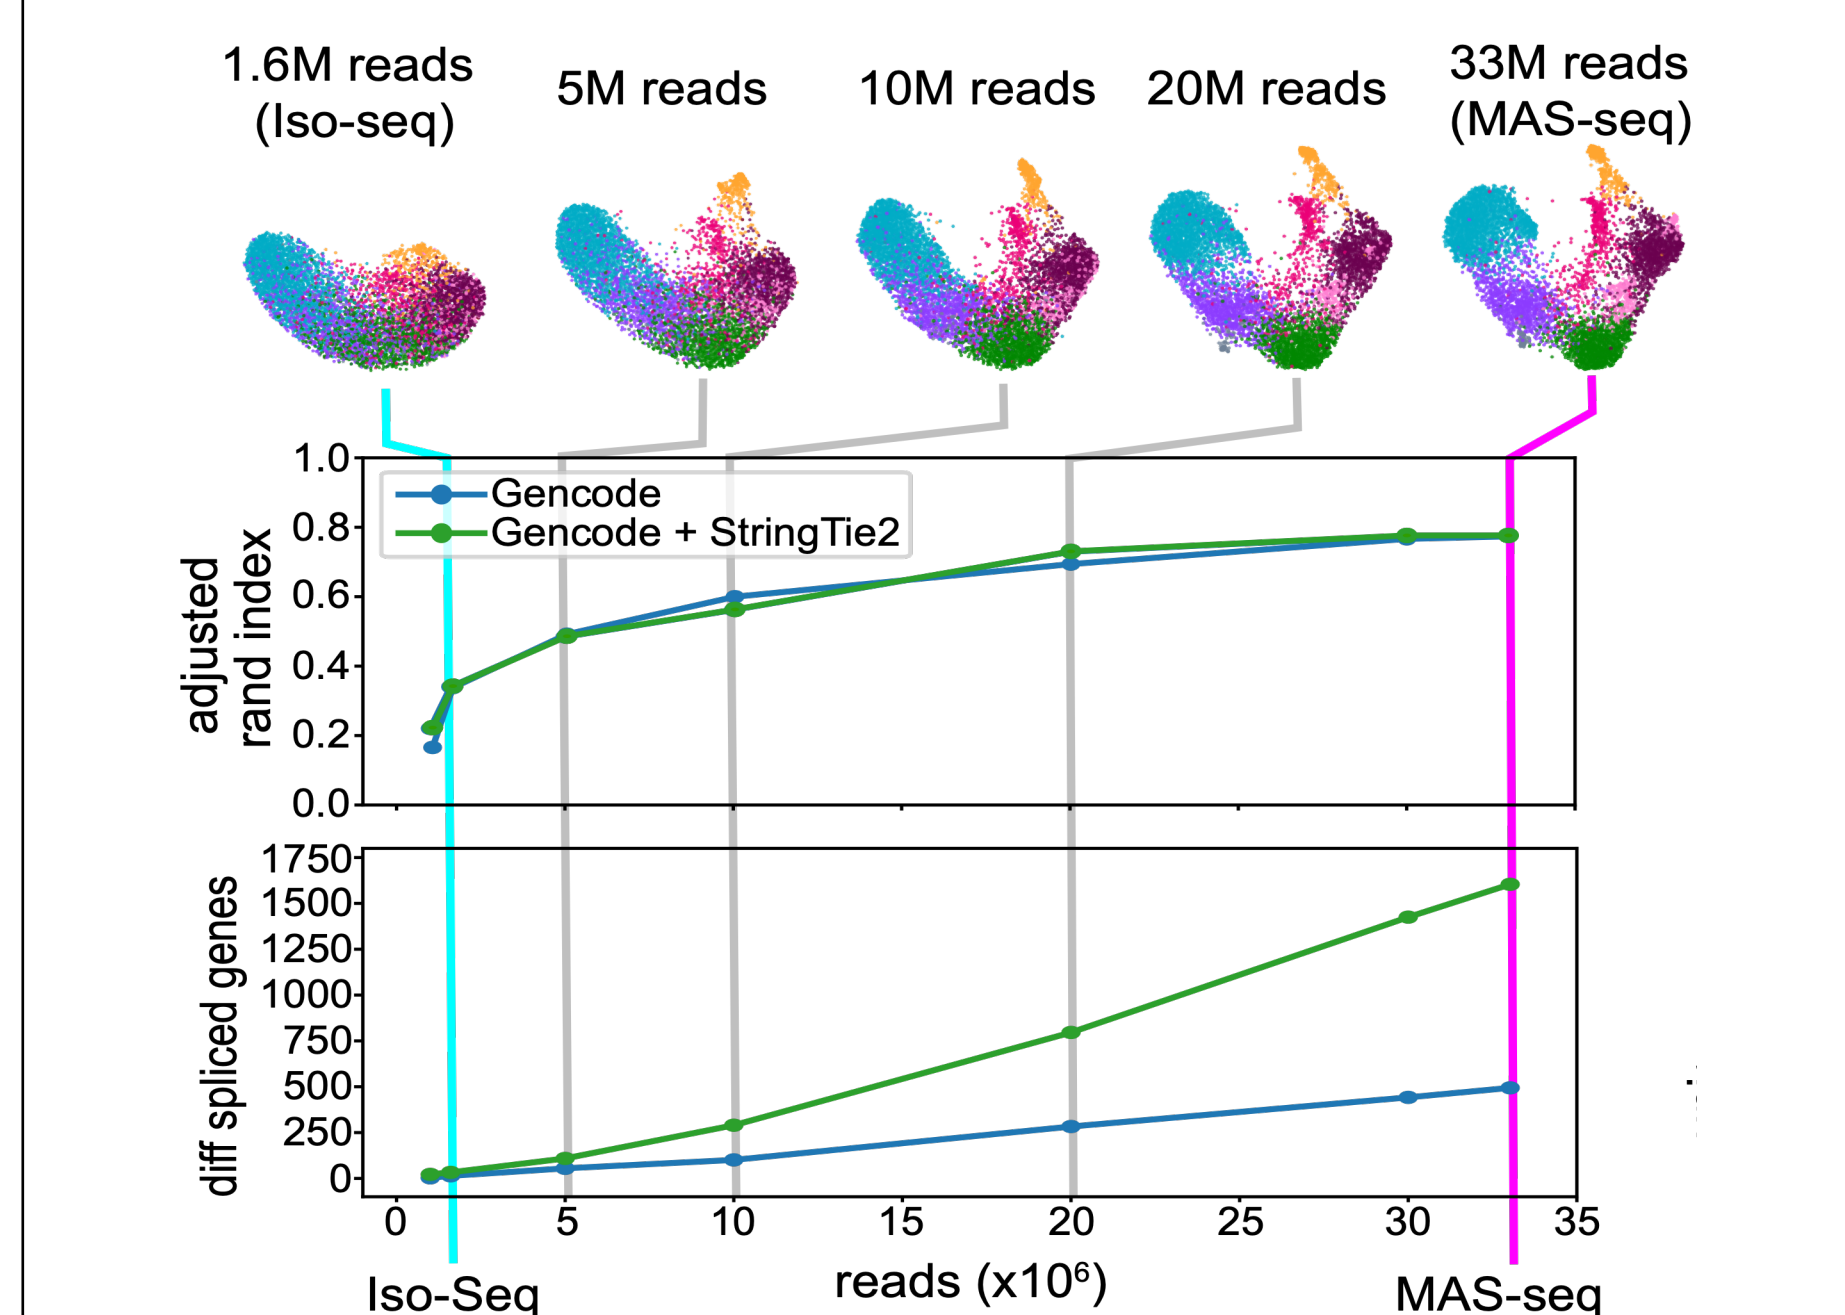 1.6M reads
(Iso-seq)
5M reads
10M reads
20M reads
33M reads
(MAS-seq)
adjusted
rand index
1.0
0.8
0.6
0.4
0.2
0.0
Gencode
Gencode + StringTie2
diff spliced genes
1750
1500
1250
1000
750
500
250
0
0 5 10 15 20 25 30 35
reads (x10⁶)
Iso-Seq
MAS-seq